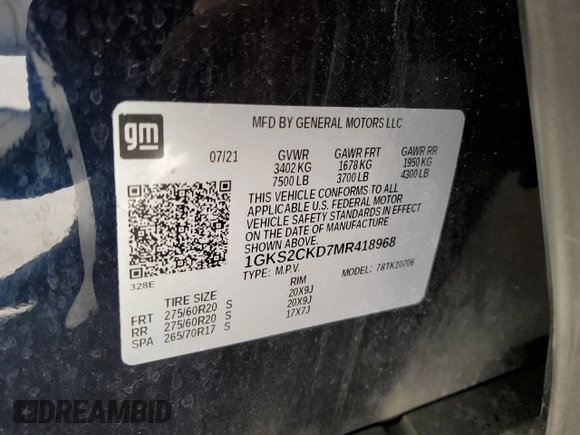 gm
MFD BY GENERAL MOTORS LLC
07/21 GVWR GAWR FRT GAWR RR
3402 KG 1678 KG 1950 KG
7500 LB 3700 LB 4300 LB
THIS VEHICLE CONFORMS TO ALL
APPLICABLE U.S. FEDERAL MOTOR
VEHICLE SAFETY STANDARDS IN EFFECT
ON THE DATE OF MANUFACTURE
SHOWN ABOVE
1GKS2CKD7MR418968
328E
TYPE: M.P.V. MODEL: 78TK10706
TIRE SIZE RIM
FRT 275/60R20 S 20X9J
RR 275/60R20 S 20X9J
SPA 265/70R17 S 17X7J
DREAMBID